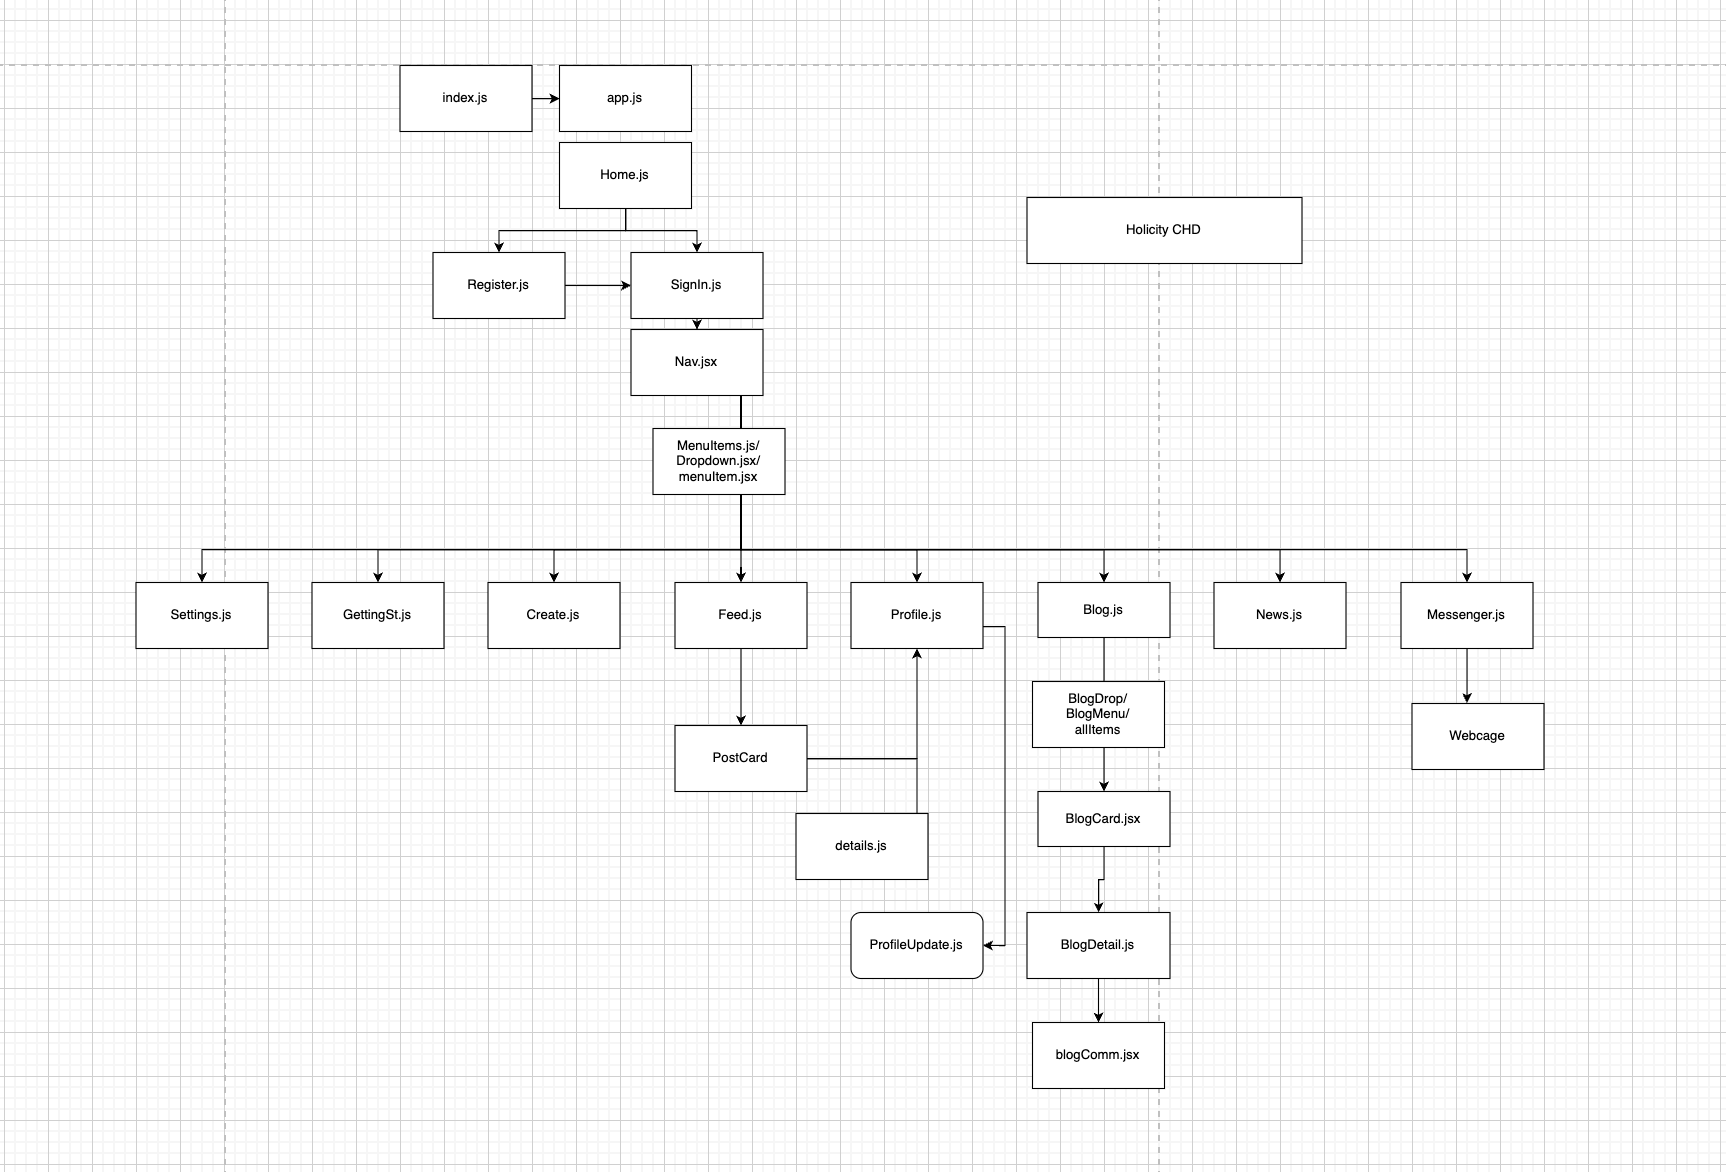 index.js
app.js
Home.js
Holicity CHD
Register.js
SignIn.js
Nav.jsx
MenuItems.js/
Dropdown.jsx/
menuItem.jsx
Settings.js
GettingSt.js
Create.js
Feed.js
Profile.js
Blog.js
News.js
Messenger.js
BlogDrop/
BlogMenu/
allItems
Webcage
PostCard
BlogCard.jsx
details.js
ProfileUpdate.js
BlogDetail.js
blogComm.jsx